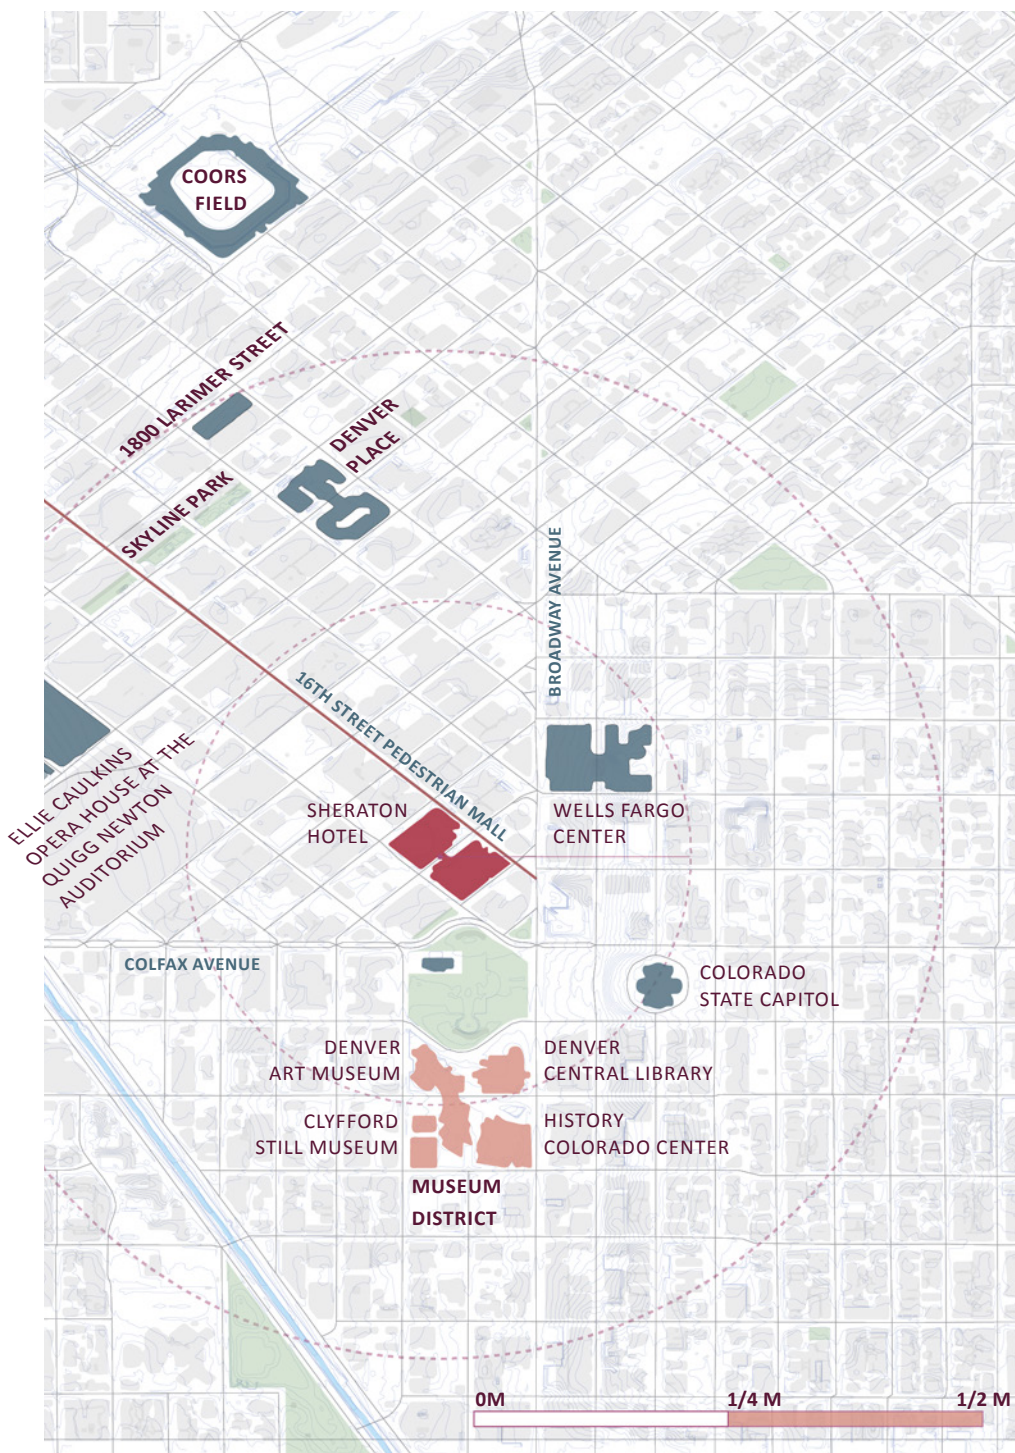 COORS
FIELD
1800 LARIMER STREET
DENVER
PLACE
SKYLINE PARK
BROADWAY AVENUE
16TH STREET PEDESTRIAN MALL
ELLIE CAULKINS
OPERA HOUSE AT THE
QUIGG NEWTON
AUDITORIUM
SHERATON
HOTEL
WELLS FARGO
CENTER
COLFAX AVENUE
COLORADO
STATE CAPITOL
DENVER
ART MUSEUM
DENVER
CENTRAL LIBRARY
CLYFFORD
STILL MUSEUM
HISTORY
COLORADO CENTER
MUSEUM
DISTRICT
0M 1/4 M 1/2 M